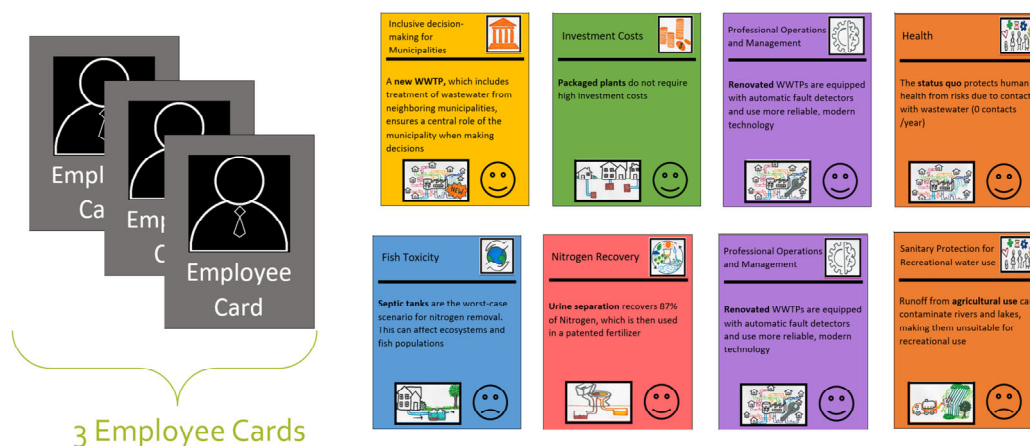 Empl
Ca
Emp
C
Employee
Card
3 Employee Cards
Inclusive decision-
making for
Municipalities
A new WWTP, which includes
treatment of wastewater from
neighboring municipalities,
ensures a central role of the
municipality when making
decisions
NEW
Investment Costs
Packaged plants do not require
high investment costs
Professional Operations
and Management
Renovated WWTPs are equipped
with automatic fault detectors
and use more reliable, modern
technology
Health
The status quo protects human
health from risks due to contact
with wastewater (0 contacts
/year)
Fish Toxicity
Septic tanks are the worst-case
scenario for nitrogen removal.
This can affect ecosystems and
fish populations
Nitrogen Recovery
Urine separation recovers 87%
of Nitrogen, which is then used
in a patented fertilizer
Professional Operations
and Management
Renovated WWTPs are equipped
with automatic fault detectors
and use more reliable, modern
technology
Sanitary Protection for
Recreational water use
Runoff from agricultural use ca
contaminate rivers and lakes,
making them unsuitable for
recreational use